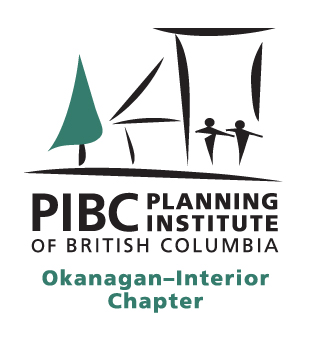 PIBC PLANNING
INSTITUTE
OF BRITISH COLUMBIA
Okanagan–Interior
Chapter